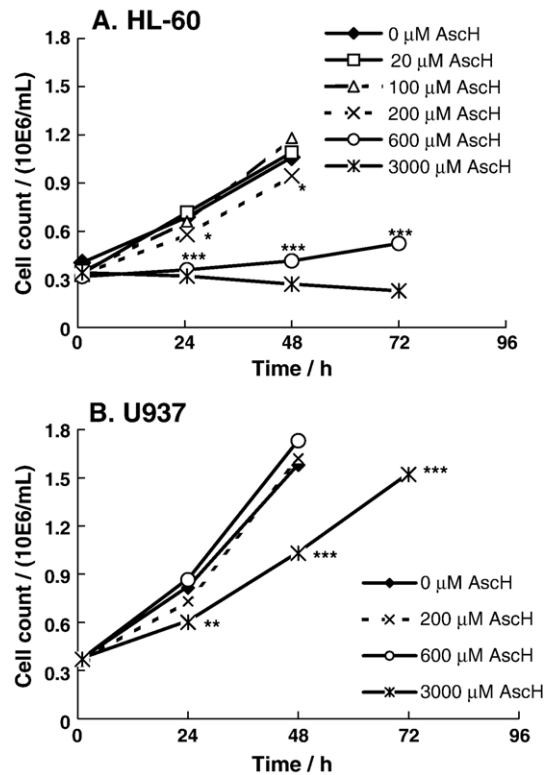 A. HL-60
Cell count / (10E6/mL)
1.8
1.5
1.2
0.9
0.6
0.3
0
0 μM AscH
20 μM AscH
100 μM AscH
200 μM AscH
600 μM AscH
3000 μM AscH
*
*
***
***
***
0
24
48
72
96
Time / h
B. U937
Cell count / (10E6/mL)
1.8
1.5
1.2
0.9
0.6
0.3
0
***
***
**
0 μM AscH
200 μM AscH
600 μM AscH
3000 μM AscH
0
24
48
72
96
Time / h